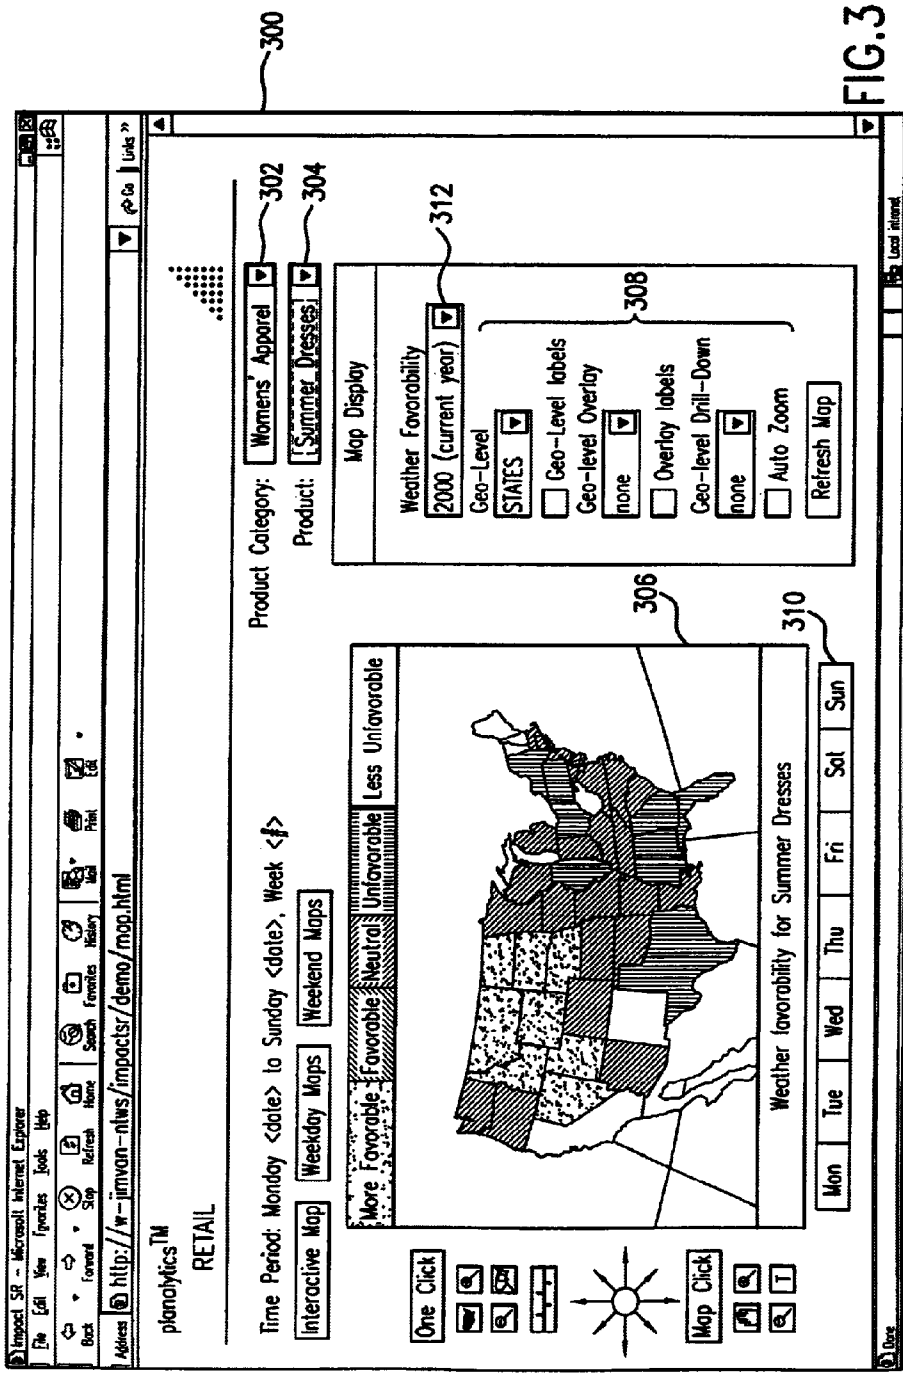 Impact SR – Microsoft Internet Explorer
File Edit View Favorites Tools Help
Back Forward Stop Refresh Home Search Favorites History Mail Print Edit
Address http://w-jimvan-ntws/impactsr/demo/map.html Go Links »
planalytics™
RETAIL
Time Period: Monday <date> to Sunday <date>, Week <#>
Product Category: Womens' Apparel
Product: Summer Dresses
Interactive Map Weekday Maps Weekend Maps
More Favorable Favorable Neutral Unfavorable Less Unfavorable
One Click
Map Click
T
Weather favorability for Summer Dresses
Mon Tue Wed Thu Fri Sat Sun
Map Display
Weather Favorability
2000 (current year)
Geo-Level
STATES
Geo-Level labels
Geo-level Overlay
none
Overlay labels
Geo-level Drill-Down
none
Auto Zoom
Refresh Map
Done
Local intranet
300
302
304
312
308
306
310
FIG.3